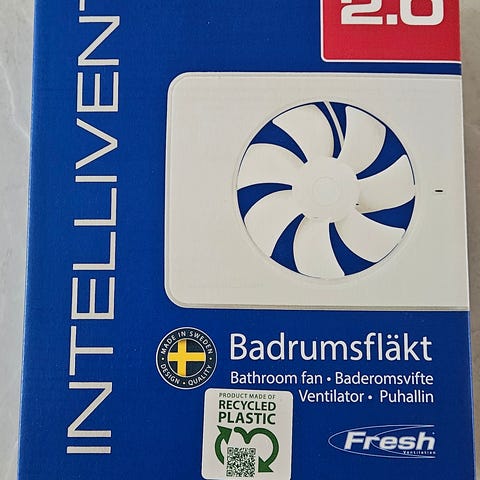 INTELLIVENT
2.0
MADE IN SWEDEN
DESIGN • QUALITY
Badrumsfläkt
Bathroom fan • Baderomsvifte
Ventilator • Puhallin
PRODUCT MADE OF
RECYCLED
PLASTIC
Fresh
Ventilation